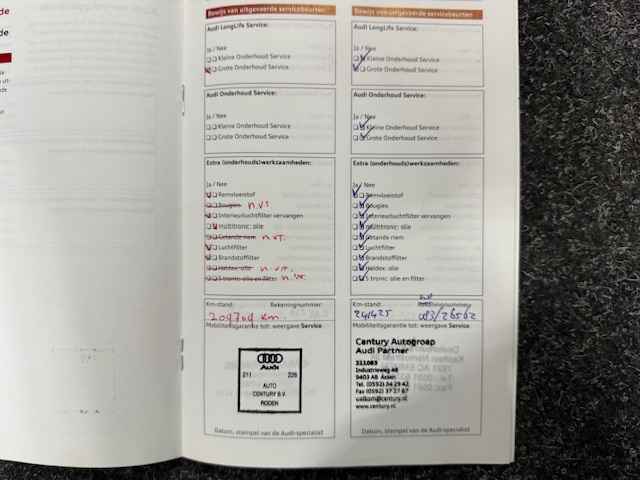 Bewijs van uitgevoerde servicebeurten
Audi LongLife Service:
Ja / Nee
Kleine Onderhoud Service
Grote Onderhoud Service
Audi Onderhoud Service:
Ja / Nee
Kleine Onderhoud Service
Grote Onderhoud Service
Extra (onderhouds)werkzaamheden:
Ja / Nee
Remvloeistof
Bougies n.v.t.
Interieurluchtfilter vervangen
multitronic: olie
Getande riem n.v.t.
Luchtfilter
Brandstoffilter
Haldex: olie n.v.t.
S tronic: olie en filter n.v.t.
Km-stand: Rekeningnummer:
km.
Mobiliteitsgarantie tot: weergave Service
Audi
211 226
AUTO
CENTURY B.V.
RODEN
Datum, stempel van de Audi-specialist
Bewijs van uitgevoerde servicebeurten
Audi LongLife Service:
Ja / Nee
Kleine Onderhoud Service
Grote Onderhoud Service
Audi Onderhoud Service:
Ja / Nee
Kleine Onderhoud Service
Grote Onderhoud Service
Extra (onderhouds)werkzaamheden:
Ja / Nee
Remvloeistof
Bougies
Interieurluchtfilter vervangen
multitronic: olie
Getande riem
Luchtfilter
Brandstoffilter
Haldex: olie
S tronic: olie en filter
Km-stand: Rekeningnummer:
241425
Mobiliteitsgarantie tot: weergave Service
Century Autogroep
Audi Partner
Industrieweg
9403 AB Assen
Tel. (0592)
Fax (0592)
www.century.nl
Datum, stempel van de Audi-specialist